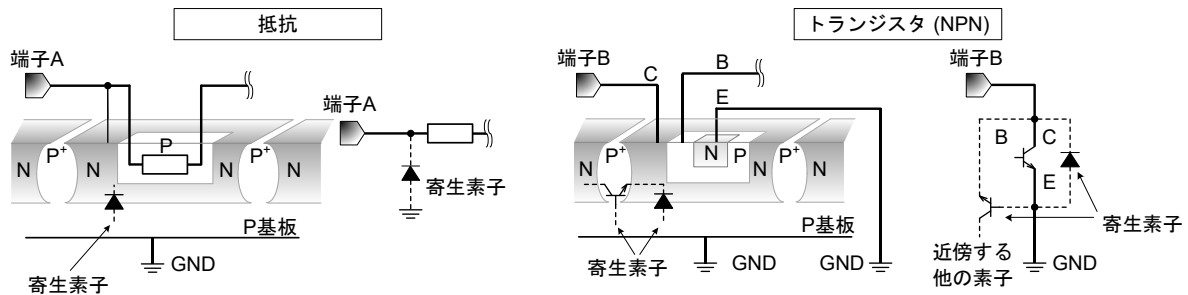 抵抗
端子A
N
P+
N
P
N
P+
N
P基板
寄生素子
GND
端子A
寄生素子
トランジスタ (NPN)
端子B
C
B
E
N
P+
N
N
P
N
P+
N
P基板
寄生素子
GND
GND
端子B
B
C
E
寄生素子
近傍する
他の素子
GND